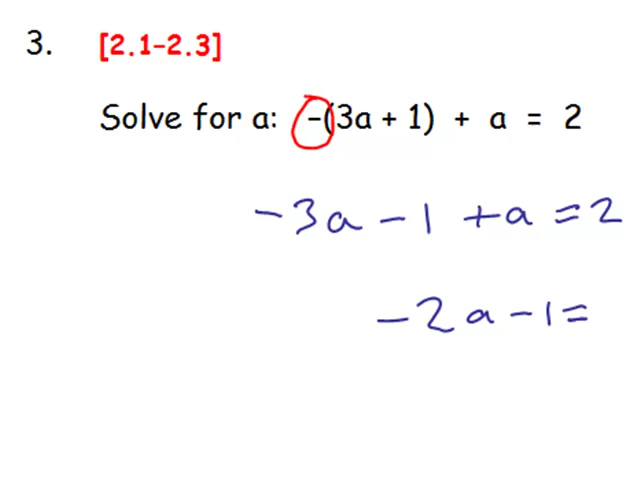 3. [2.1-2.3]
Solve for a: -(3a + 1) + a = 2
-3a - 1 + a = 2
-2a - 1 =